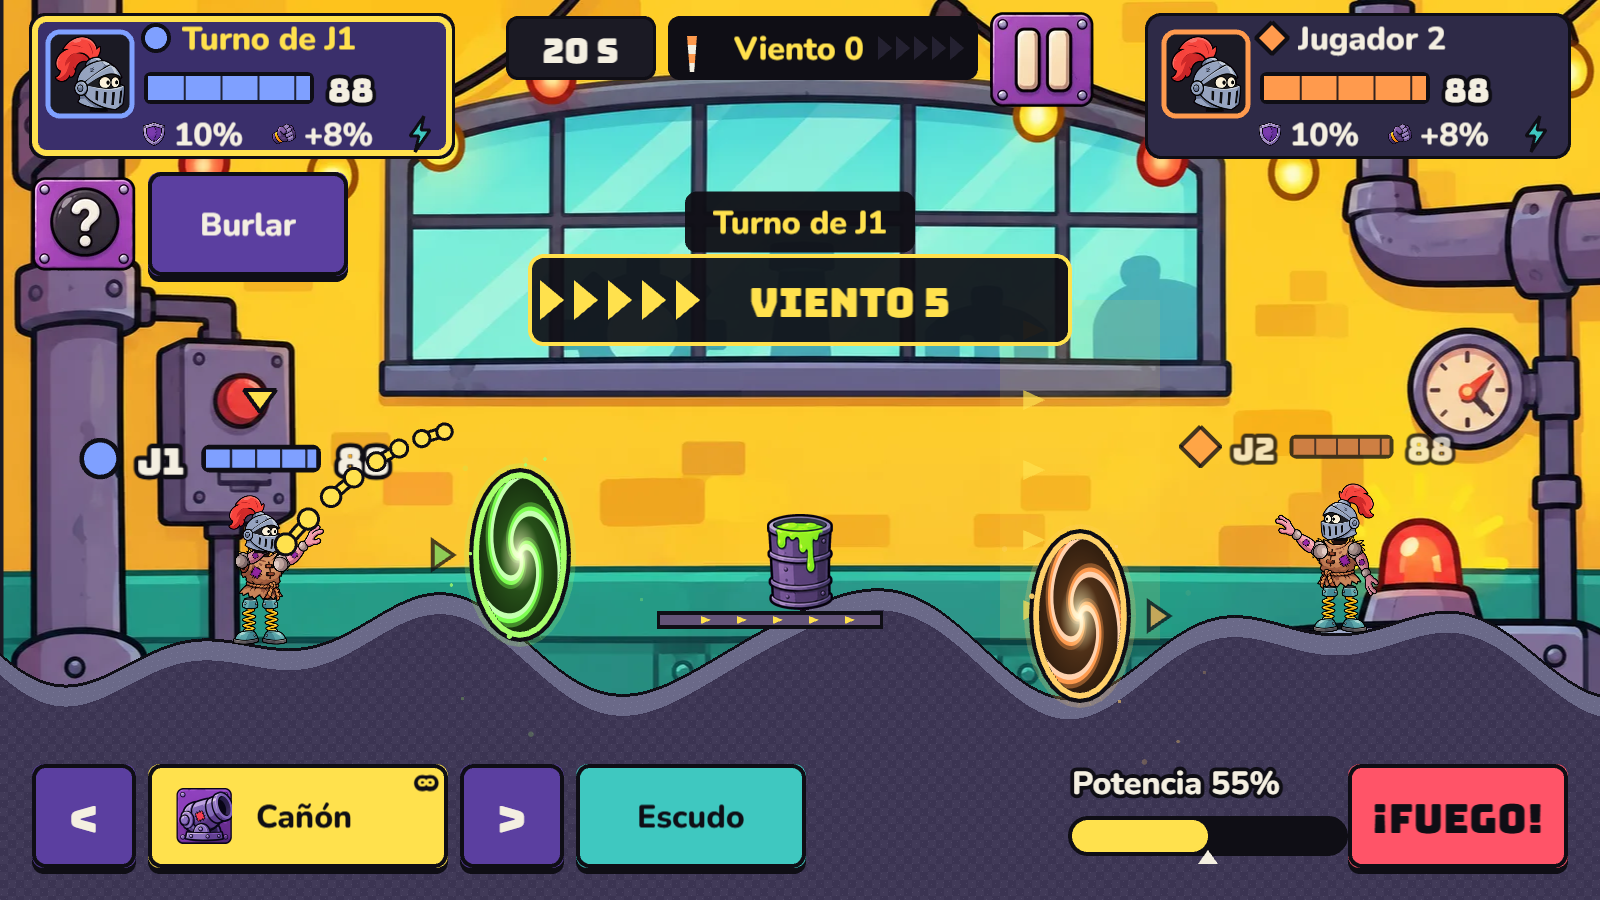 Turno de J1
88
10% +8%
20 S
Viento 0
Jugador 2
88
10% +8%
?
Burlar
Turno de J1
VIENTO 5
J1
J2 88
<
Cañón
∞
>
Escudo
Potencia 55%
¡FUEGO!